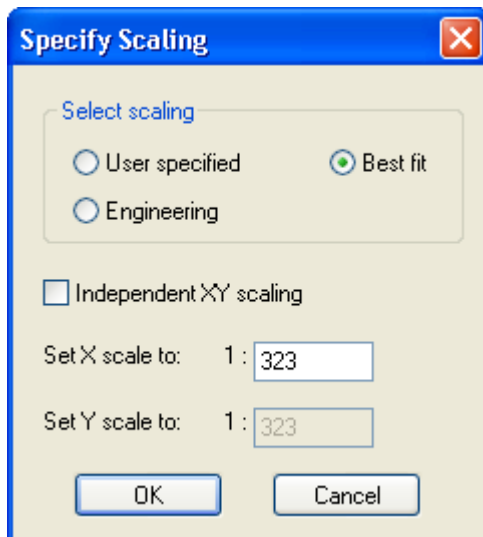 Specify Scaling
Select scaling
User specified
Best fit
Engineering
Independent XY scaling
Set X scale to: 1 : 323
Set Y scale to: 1 : 323
OK
Cancel